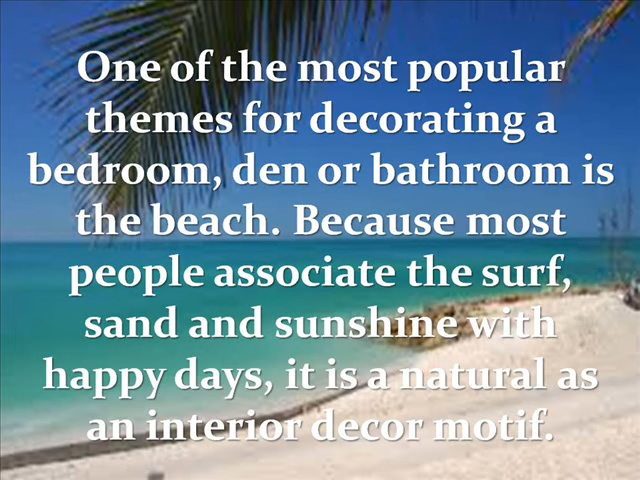 One of the most popular
themes for decorating a
bedroom, den or bathroom is
the beach. Because most
people associate the surf,
sand and sunshine with
happy days, it is a natural as
an interior decor motif.